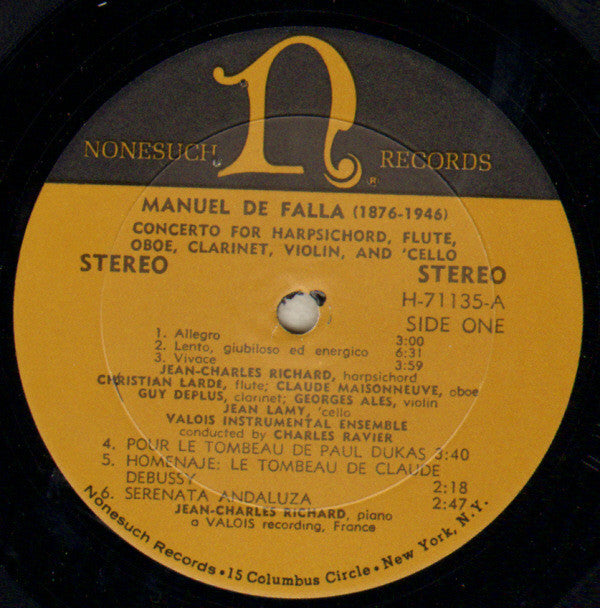 n
NONESUCH RECORDS
®
MANUEL DE FALLA (1876-1946)
CONCERTO FOR HARPSICHORD, FLUTE,
OBOE, CLARINET, VIOLIN, AND 'CELLO
STEREO STEREO
H-71135-A
SIDE ONE
1. Allegro 3:00
2. Lento, giubiloso ed energico 6:31
3. Vivace 3:59
JEAN-CHARLES RICHARD, harpsichord
CHRISTIAN LARDE, flute; CLAUDE MAISONNEUVE, oboe
GUY DEPLUS, clarinet; GEORGES ALES, violin
JEAN LAMY, 'cello
VALOIS INSTRUMENTAL ENSEMBLE
conducted by CHARLES RAVIER
4. POUR LE TOMBEAU DE PAUL DUKAS 3:40
5. HOMENAJE: LE TOMBEAU DE CLAUDE
DEBUSSY 2:18
6. SERENATA ANDALUZA 2:47
JEAN-CHARLES RICHARD, piano
a VALOIS recording, France
Nonesuch Records • 15 Columbus Circle • New York, N.Y.